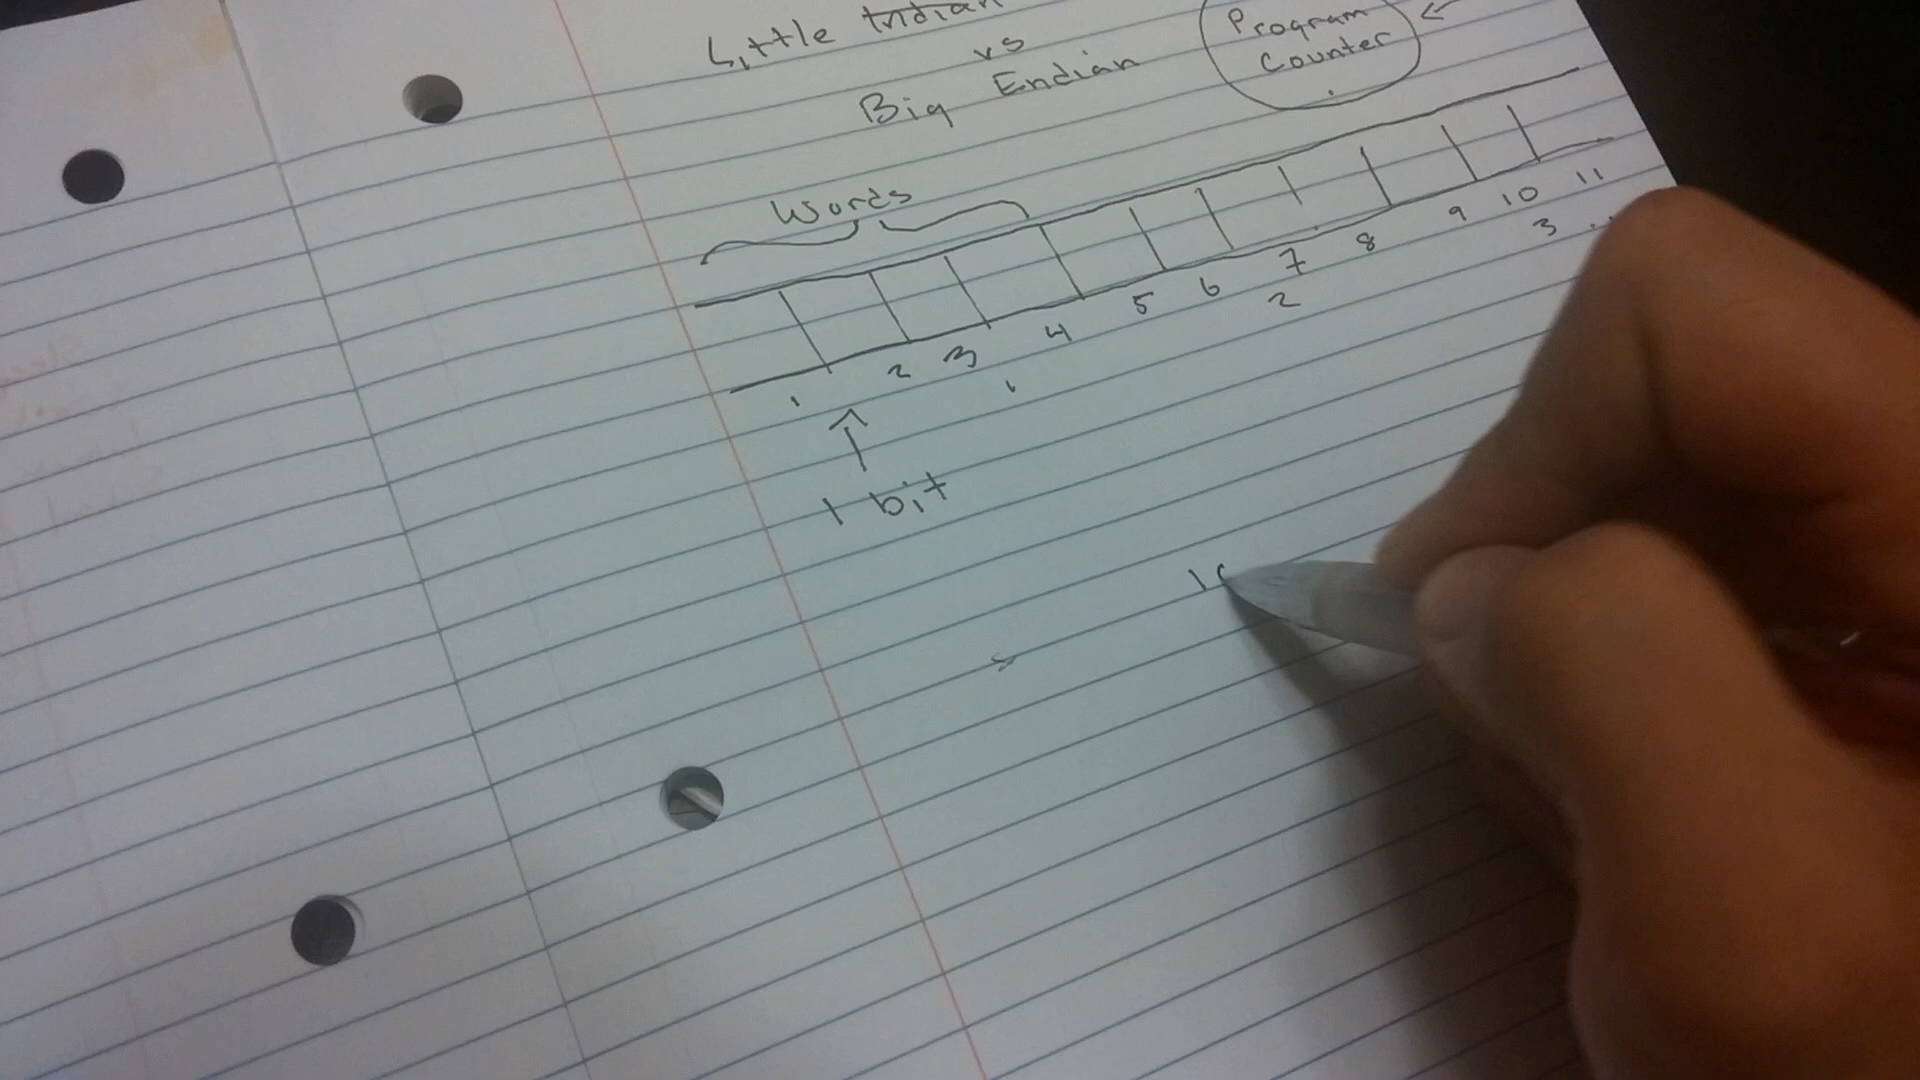 Little Indian
vs
Big Endian
Program
Counter
Words
1 2 3 4 5 6 7 8 9 10 11
1 2 3
1 bit